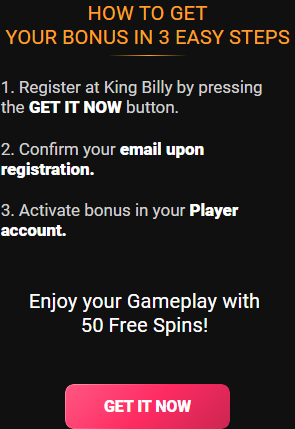 HOW TO GET
YOUR BONUS IN 3 EASY STEPS
1. Register at King Billy by pressing
the GET IT NOW button.
2. Confirm your email upon
registration.
3. Activate bonus in your Player
account.
Enjoy your Gameplay with
50 Free Spins!
GET IT NOW